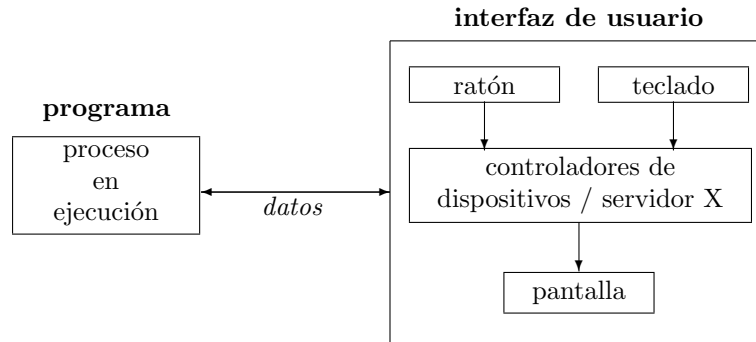 interfaz de usuario
ratón
teclado
programa
proceso
en
ejecución
controladores de
dispositivos / servidor X
datos
pantalla